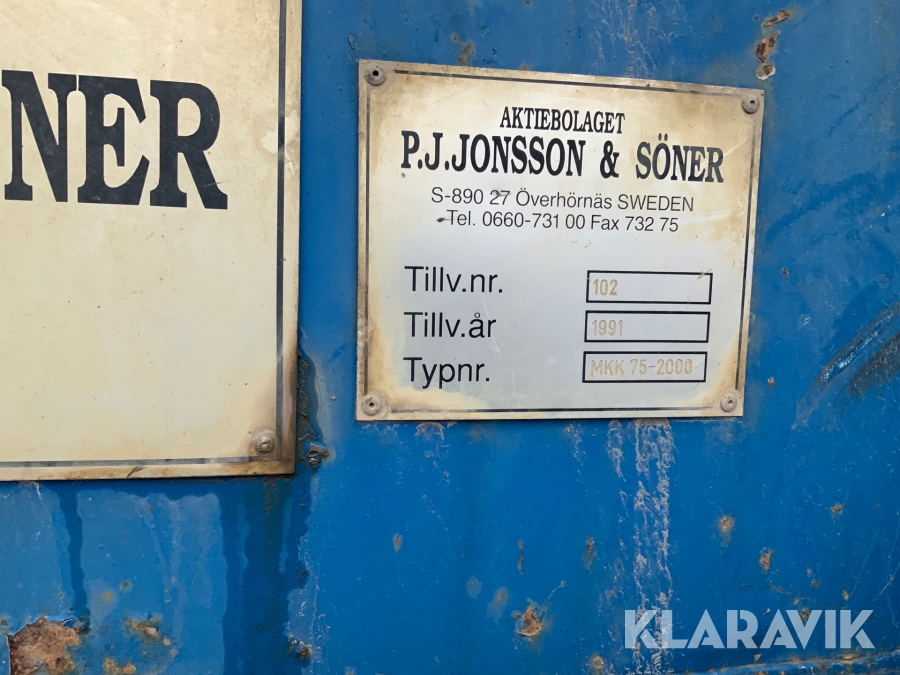 NER
AKTIEBOLAGET
P.J.JONSSON & SÖNER
S-890 27 Överhörnäs SWEDEN
Tel. 0660-731 00 Fax 732 75
Tillv.nr. 102
Tillv.år 1991
Typnr. MKK 75-2000
KLARAVIK